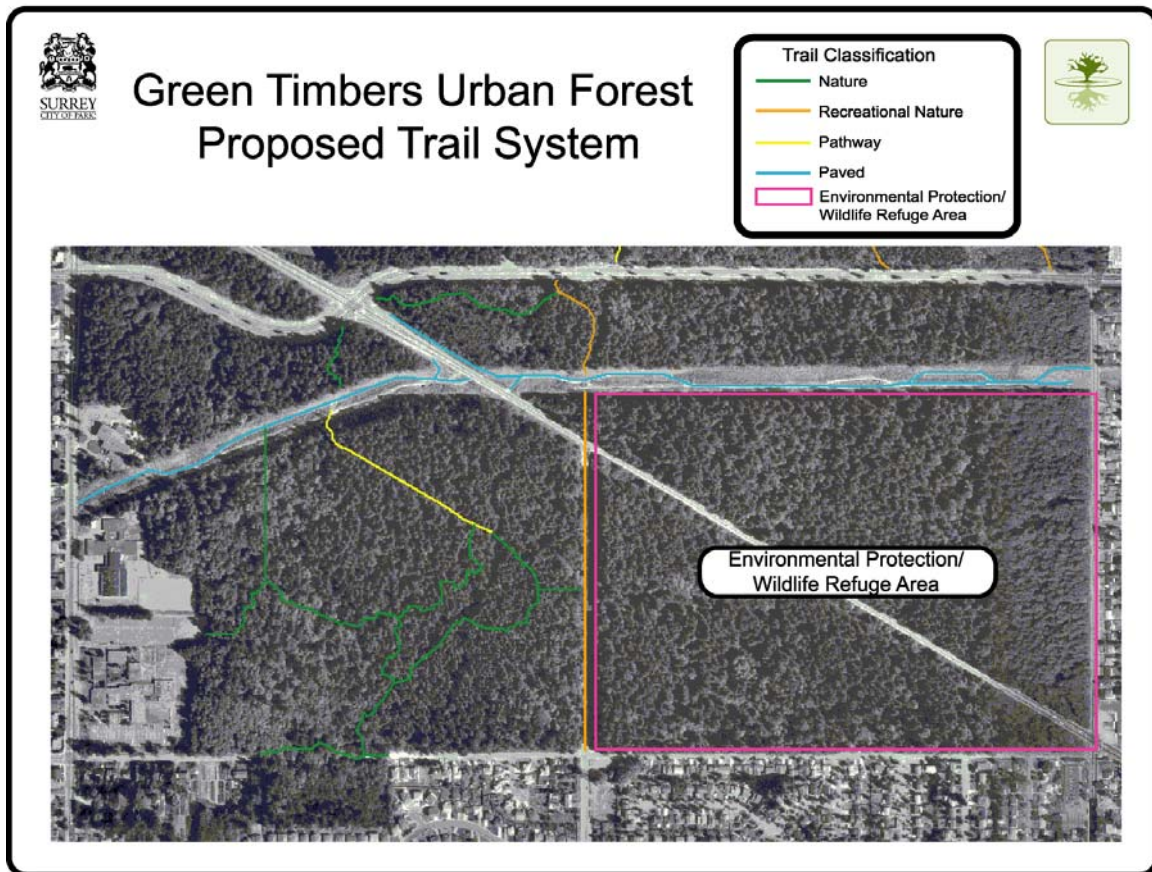 SURREY
CITY OF PARKS
Green Timbers Urban Forest
Proposed Trail System
Trail Classification
Nature
Recreational Nature
Pathway
Paved
Environmental Protection/
Wildlife Refuge Area
Environmental Protection/
Wildlife Refuge Area